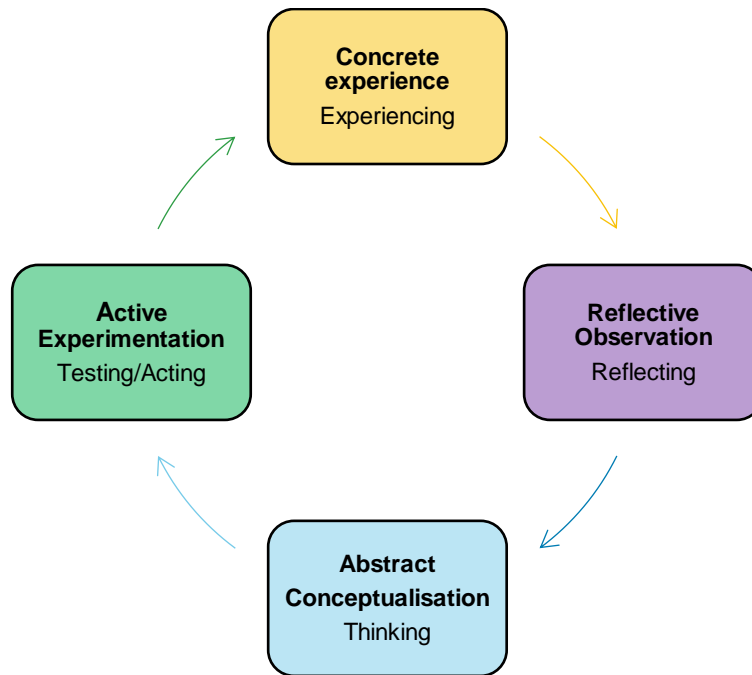 Concrete
experience
Experiencing
Reflective
Observation
Reflecting
Abstract
Conceptualisation
Thinking
Active
Experimentation
Testing/Acting